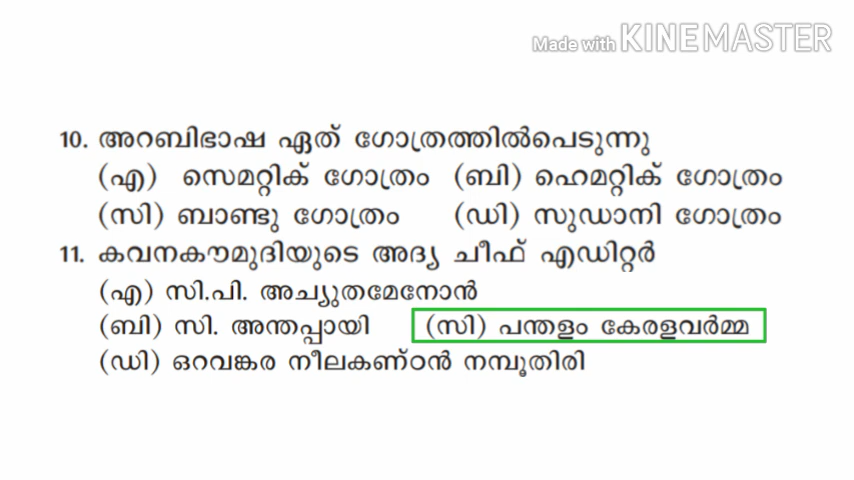 Made with KINEMASTER
10. അറബിഭാഷ ഏത് ഗോത്രത്തിൽപെടുന്നു
(എ) സെമറ്റിക് ഗോത്രം (ബി) ഹെമറ്റിക് ഗോത്രം
(സി) ബാണ്ടു ഗോത്രം (ഡി) സുഡാനി ഗോത്രം
11. കവനകൗമുദിയുടെ അദ്യ ചീഫ് എഡിറ്റർ
(എ) സി.പി. അച്യുതമേനോൻ
(ബി) സി. അന്തപ്പായി (സി) പന്തളം കേരളവർമ്മ
(ഡി) ഒറവങ്കര നീലകണ്ഠൻ നമ്പൂതിരി